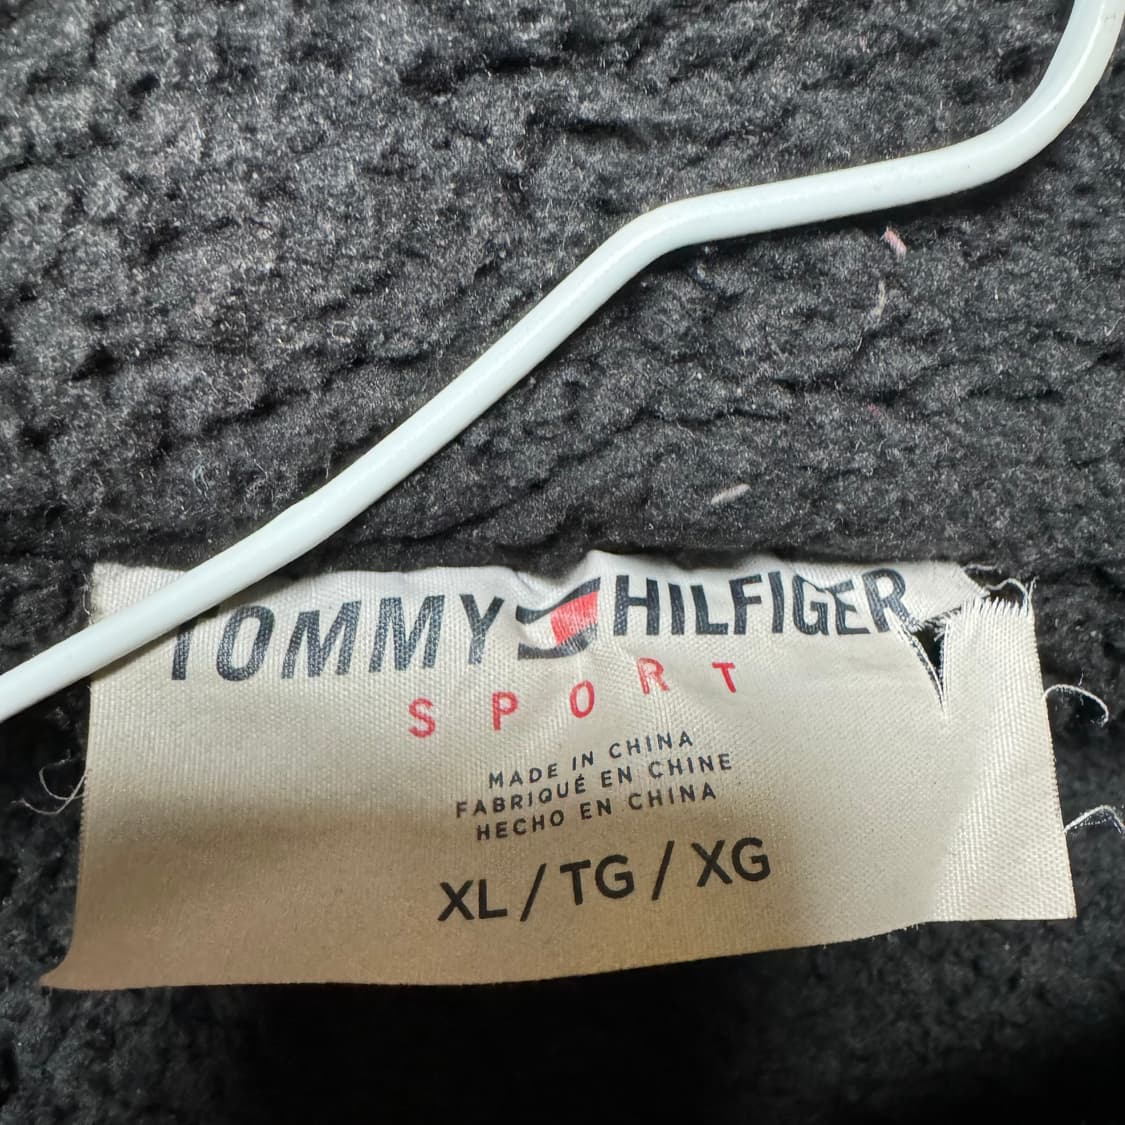 TOMMY HILFIGER
SPORT
MADE IN CHINA
FABRIQUÉ EN CHINE
HECHO EN CHINA
XL / TG / XG